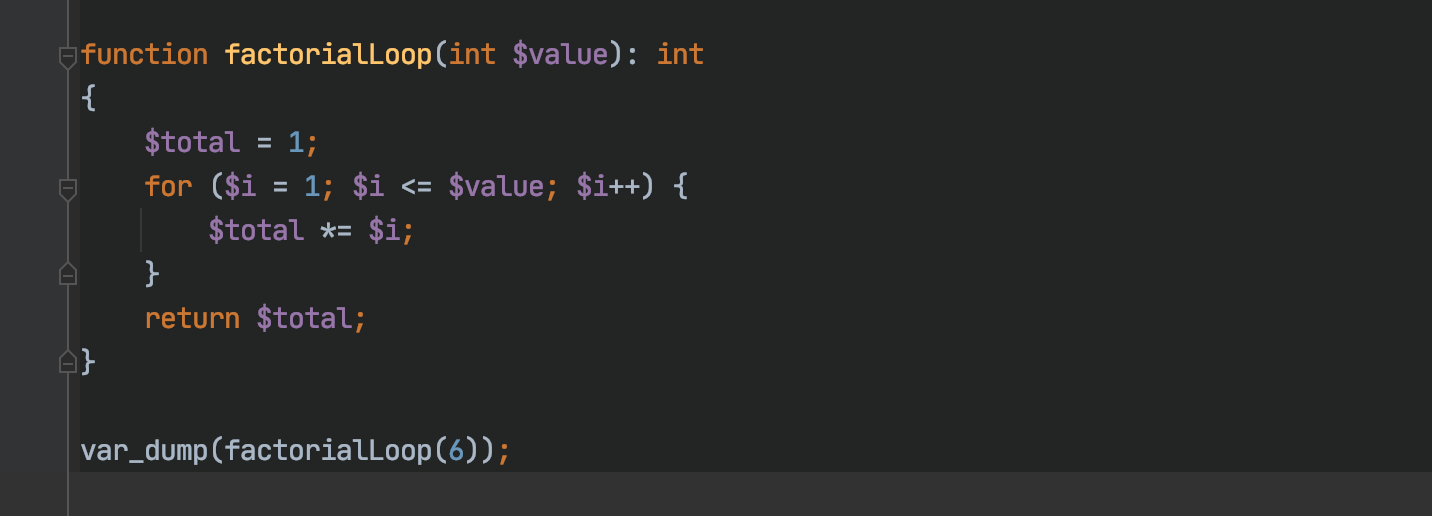 function factorialLoop(int $value): int
{
    $total = 1;
    for ($i = 1; $i <= $value; $i++) {
        $total *= $i;
    }
    return $total;
}

var_dump(factorialLoop(6));